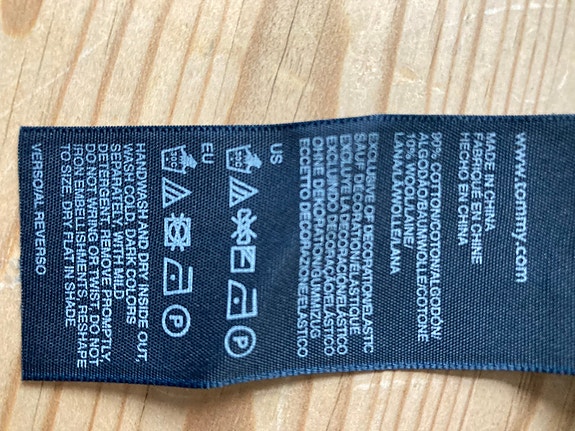 www.tommy.com
MADE IN CHINA
FABRIQUÉ EN CHINE
HECHO EN CHINA
90% COTTON/COTON/ALGODÓN/
ALGODÃO/BAUMWOLLE/COTONE
10% WOOL/LAINE/
LANA/LÃ/WOLLE/LANA
EXCLUSIVE OF DECORATION/ELASTIC
SAUF DÉCORATION/ÉLASTIQUE
EXCLUYE LA DECORACIÓN/ELÁSTICO
EXCLUINDO DECORAÇÃO/ELÁSTICO
OHNE DEKORATION/GUMMIZUG
ECCETTO DECORAZIONE/ELASTICO
US
P
EU
P
HANDWASH AND DRY INSIDE OUT,
WASH COLD, DARK COLORS
SEPARATELY, WITH MILD
DETERGENT, REMOVE PROMPTLY,
DO NOT WRING OR TWIST, DO NOT
IRON EMBELLISHMENTS, RESHAPE
TO SIZE, DRY FLAT IN SHADE
VERSO/AL REVERSO